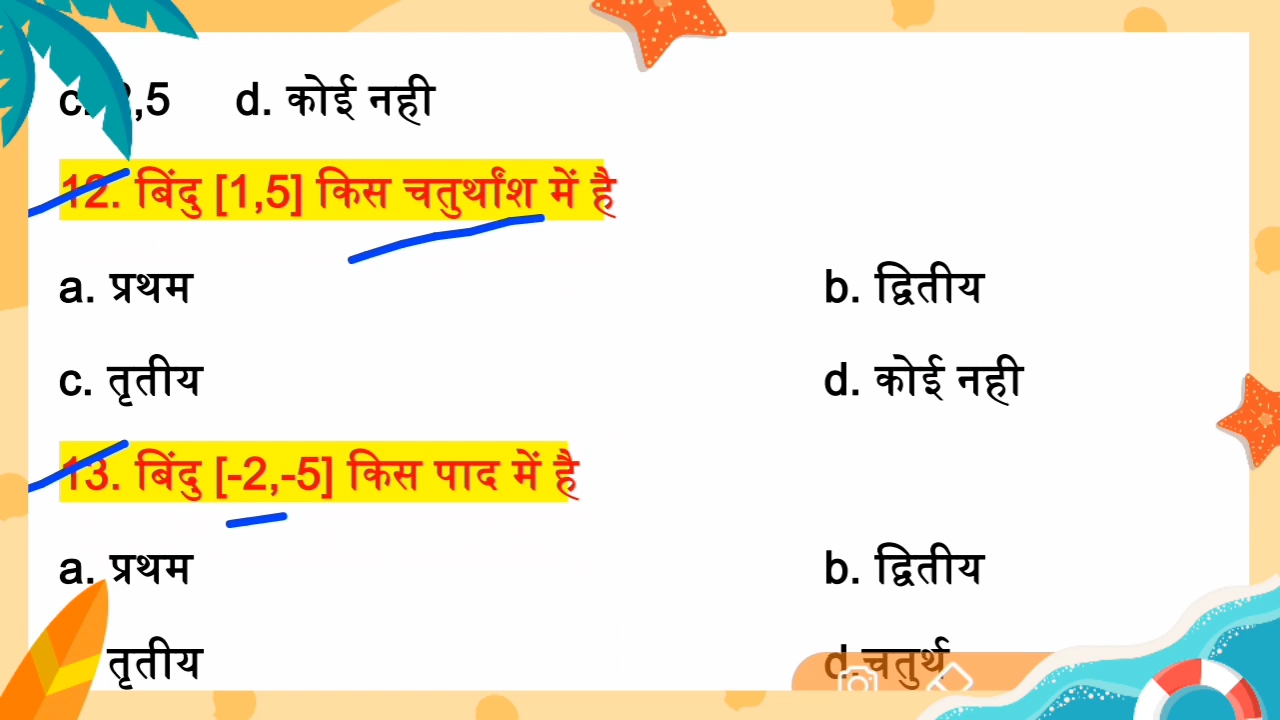 c. ,5 d. कोई नही
12. बिंदु [1,5] किस चतुर्थांश में है
a. प्रथम b. द्वितीय
c. तृतीय d. कोई नही
13. बिंदु [-2,-5] किस पाद में है
a. प्रथम b. द्वितीय
तृतीय d.चतुर्थ